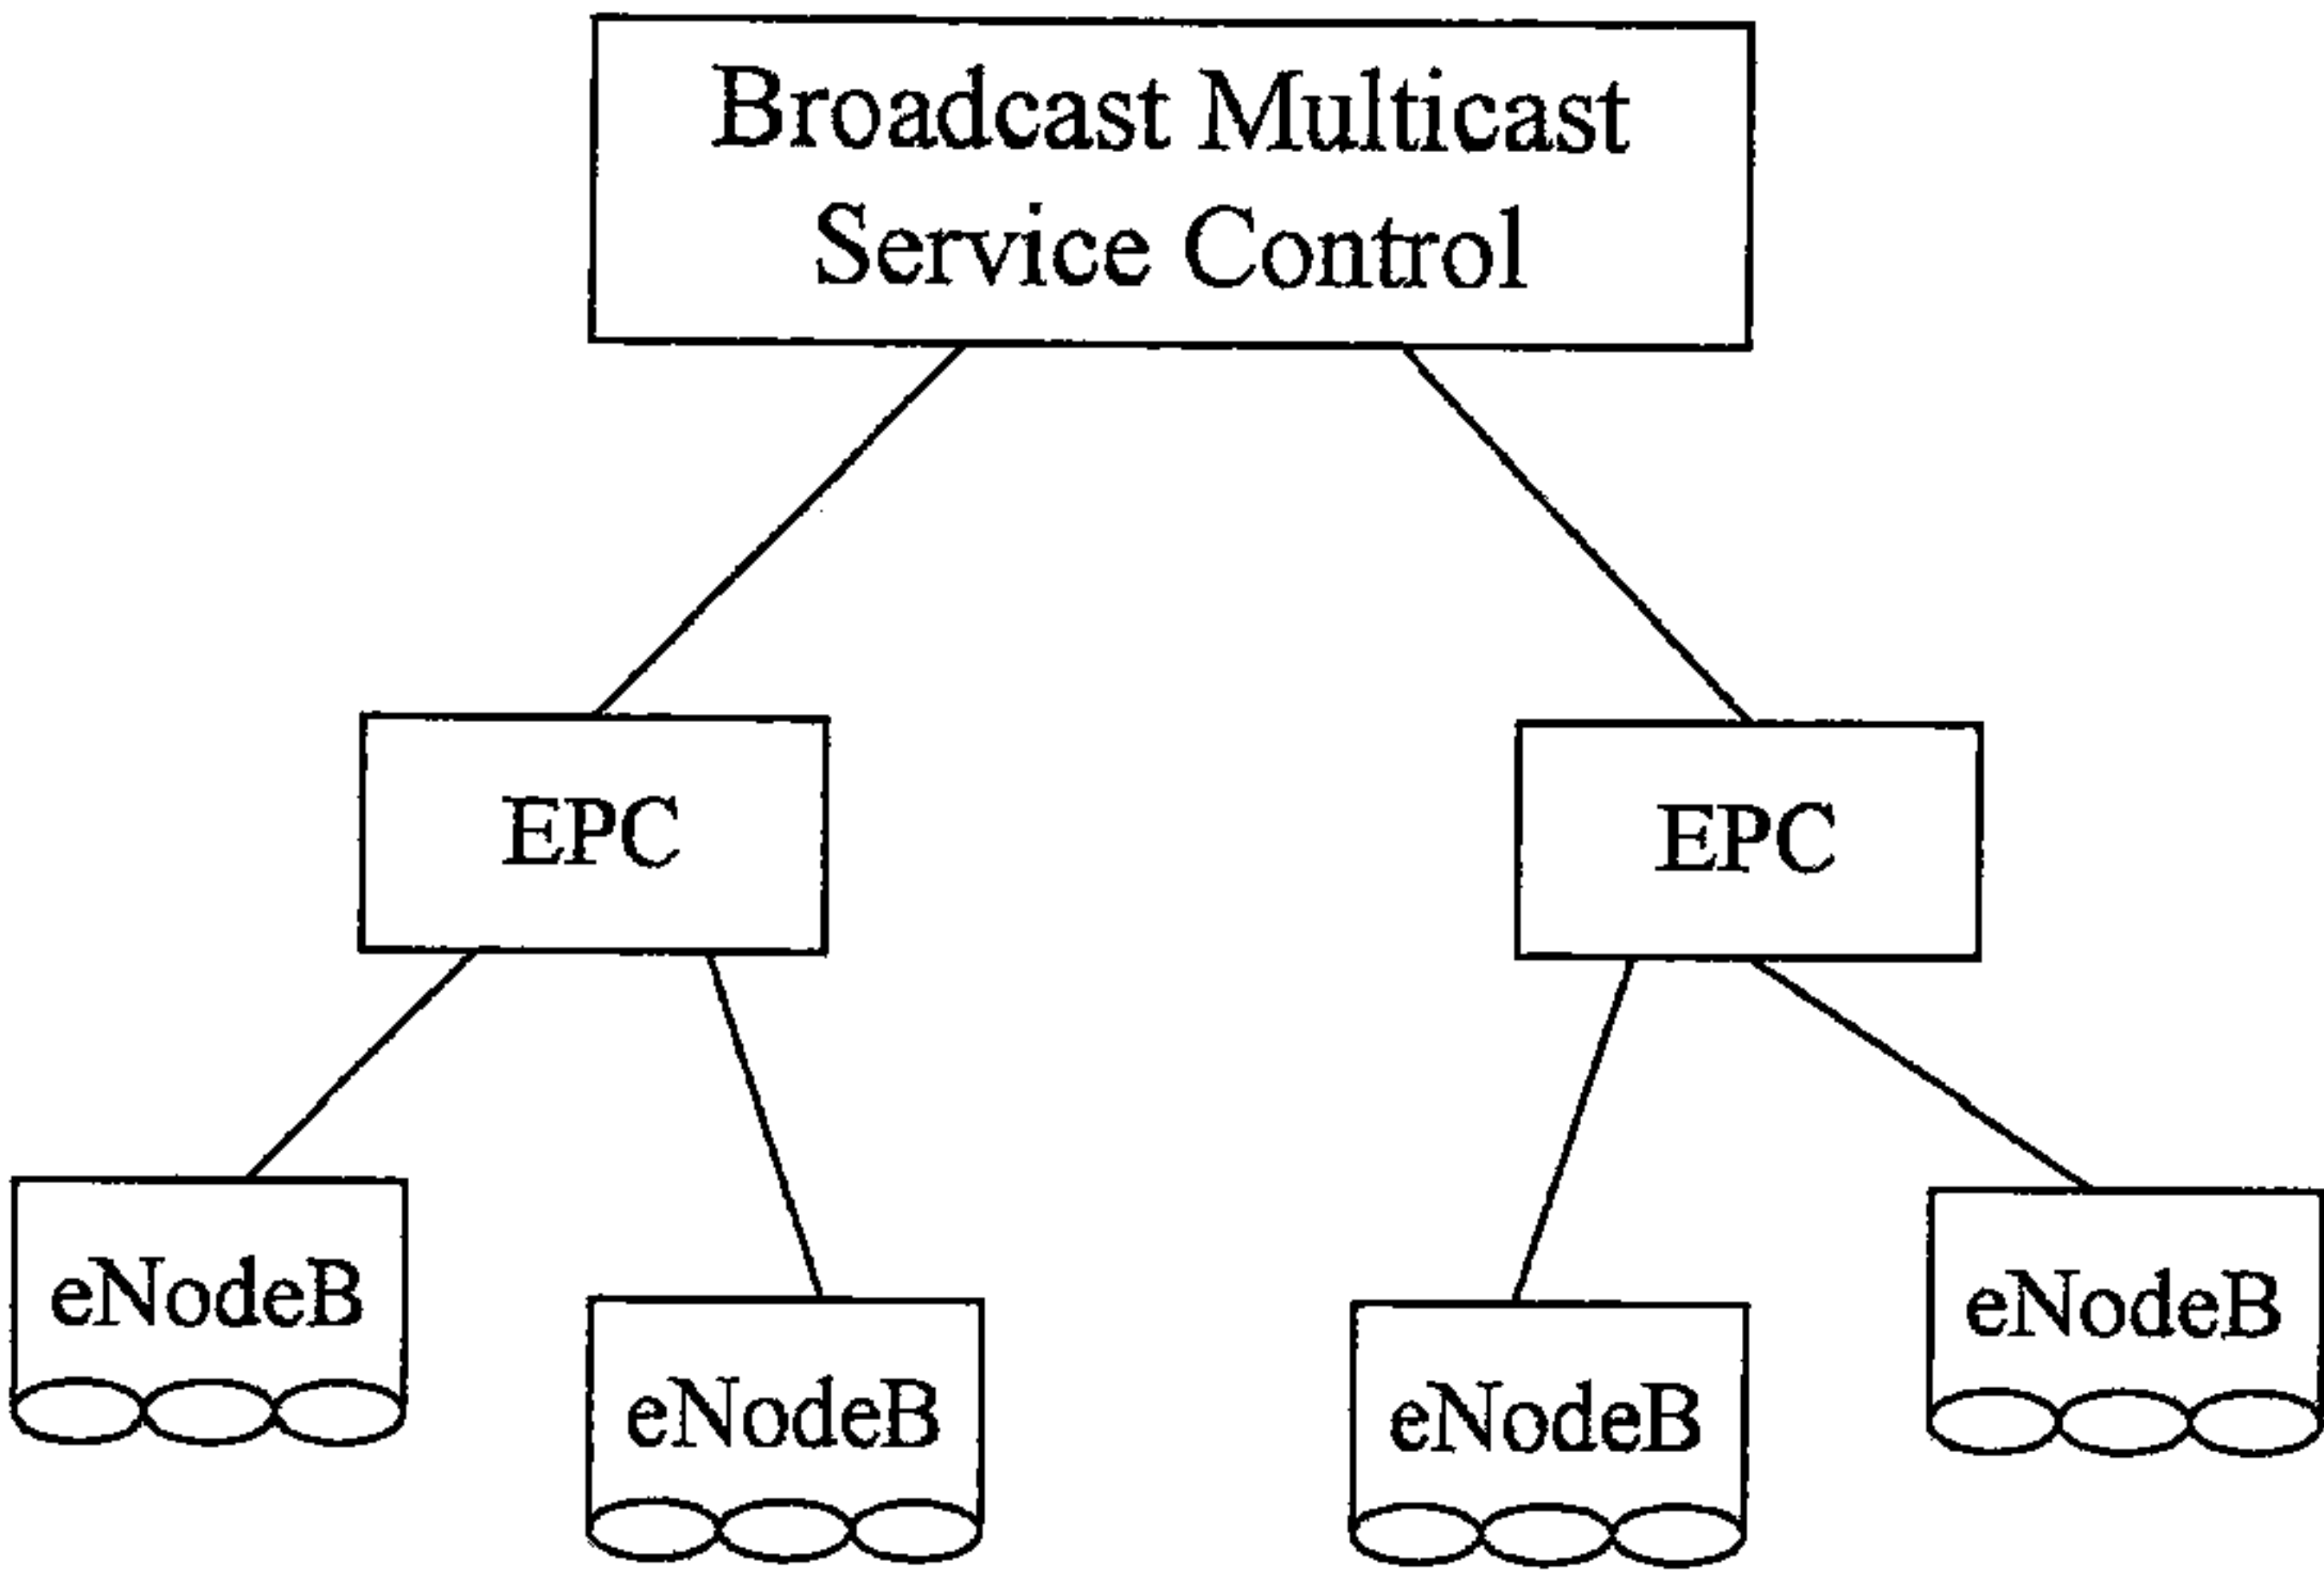 Broadcast Multicast
Service Control
EPC
EPC
eNodeB
eNodeB
eNodeB
eNodeB